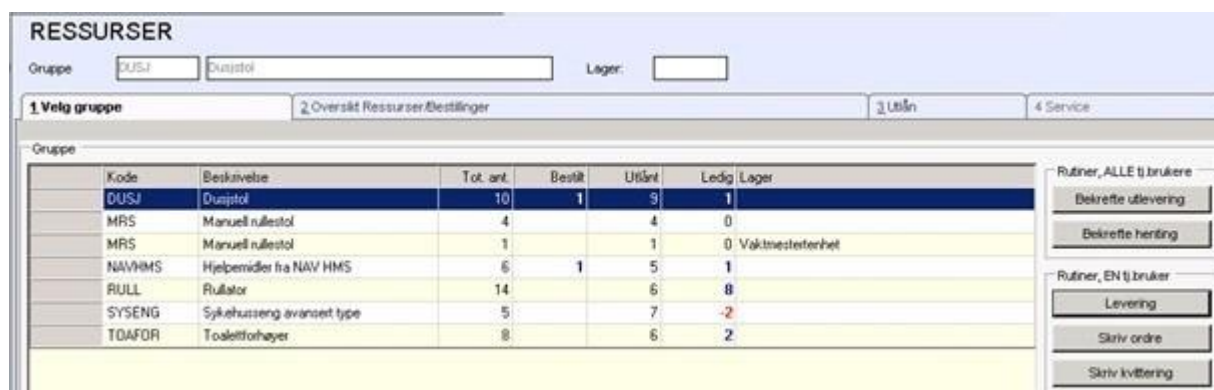 RESSURSER
Gruppe DUSJ Dusjstol Lager:
1 Velg gruppe 2 Oversikt Ressurser/Bestillinger 3 Utlån 4 Service
Gruppe
Kode Beskrivelse Tot. ant. Bestilt Utlånt Ledig Lager
DUSJ Dusjstol 10 1 9 1
MRS Manuell rullestol 4 4 0
MRS Manuell rullestol 1 1 0 Vaktmestertenhet
NAVHMS Hjelpemidler fra NAV HMS 6 1 5 1
RULL Rullator 14 6 8
SYSENG Sykehusseng avansert type 5 7 -2
TOAFOR Toalettforhøyer 8 6 2
Rutiner, ALLE tj.brukere
Bekrefte utlevering
Bekrefte henting
Rutiner, EN tj.bruker
Levering
Skriv ordre
Skriv kvittering